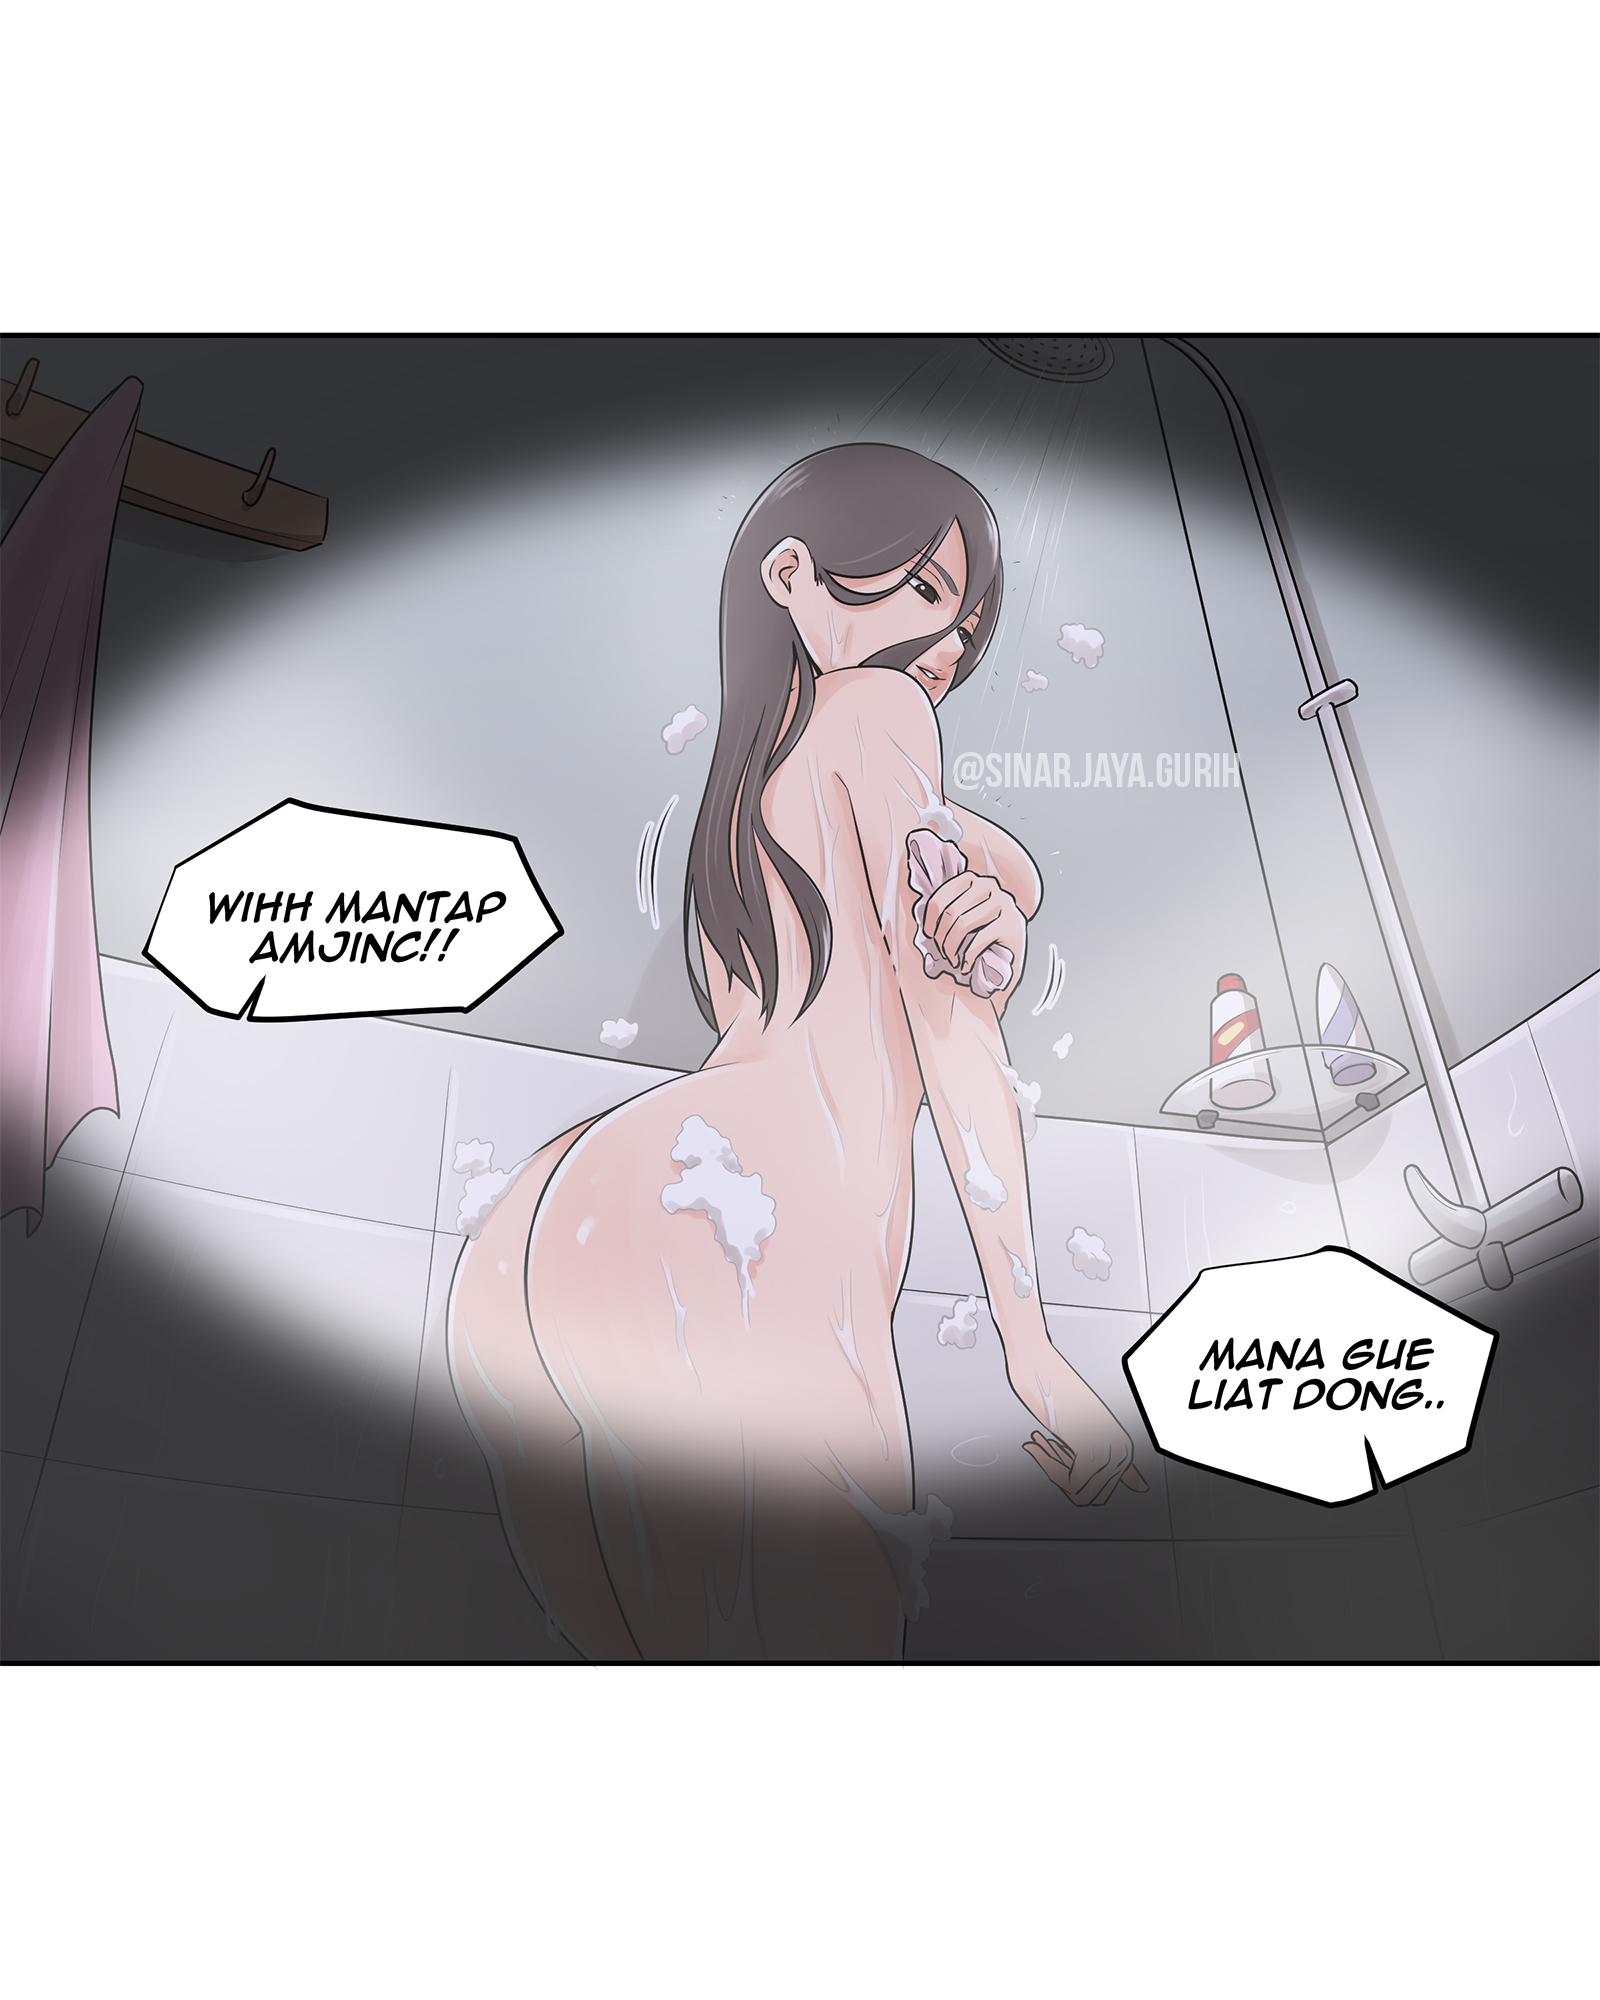 @SINAR.JAYA.GURIH
WIHH MANTAP
AMJINC!!
MANA GUE
LIAT DONG..